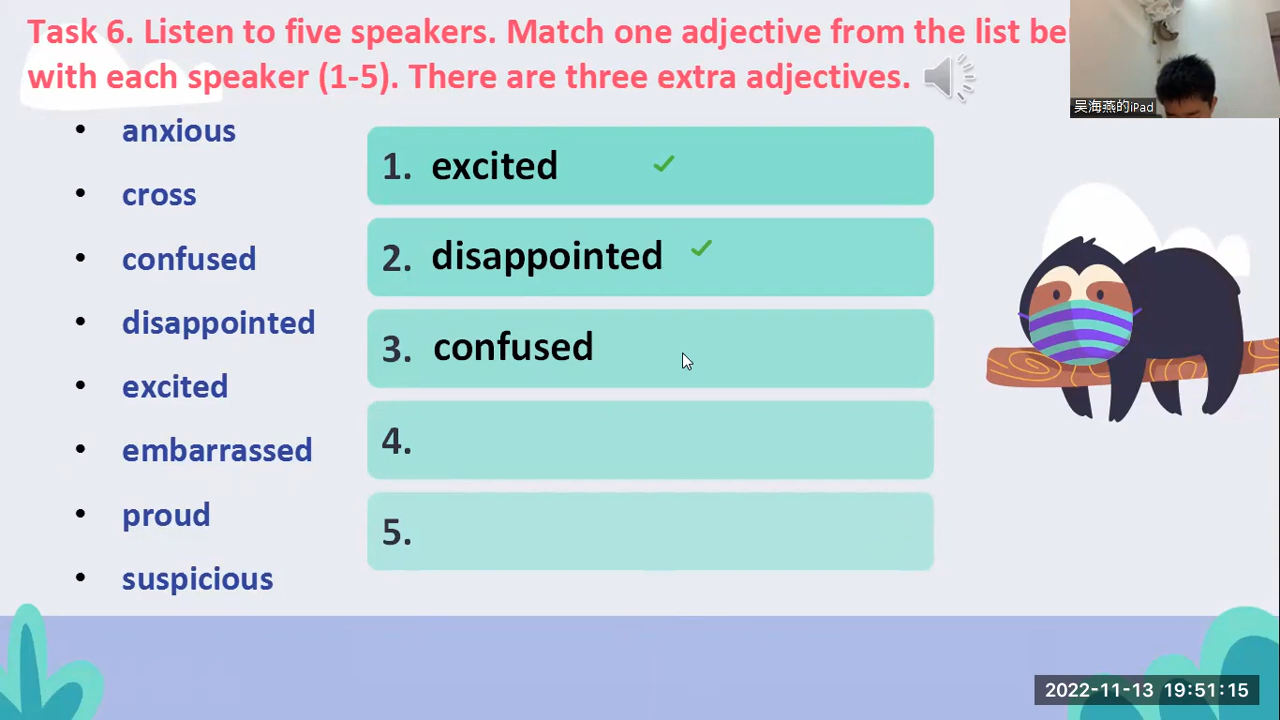 Task 6. Listen to five speakers. Match one adjective from the list be
with each speaker (1-5). There are three extra adjectives.
吴海燕的iPad
• anxious
• cross
• confused
• disappointed
• excited
• embarrassed
• proud
• suspicious
1. excited
2. disappointed
3. confused
4.
5.
2022-11-13 19:51:15